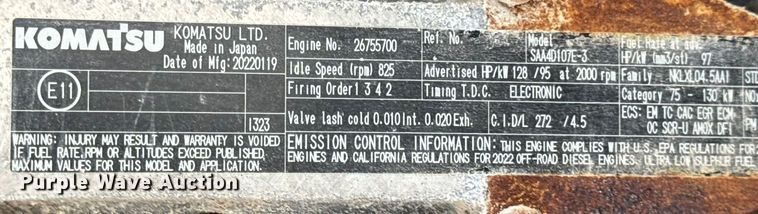 KOMATSU KOMATSU LTD.
Made in Japan
Date of Mfg: 20220119
E11
1323
WARNING: INJURY MAY RESULT AND WARRANTY IS VOIDED
IF FUEL RATE,RPM OR ALTITUDES EXCEED PUBLISHED
MAXIMUM VALUES FOR THIS MODEL AND APPLICATION.
Engine No. 26755700
Ref. No.
Model SAA4D107E-3
Fuel Rate at adv.
HP/kW (mm3/st) 97
Idle Speed (rpm) 825
Advertised HP/kW 128 /95 at 2000 rpm
Family NKLXL04.5AA1
Firing Order 1 3 4 2
Timing T.D.C. ELECTRONIC
Category 75 - 130 kW
Valve lash cold 0.010 Int. 0.020 Exh.
C.I.D/L 272 /4.5
ECS: EM TC CAC EGR ECM-
OC SCR-U AMOX DFI
PM
EMISSION CONTROL INFORMATION: THIS ENGINE COMPLIES WITH U.S. EPA REGULATIONS FOR 20
ENGINES AND CALIFORNIA REGULATIONS FOR 2022 OFF-ROAD DIESEL ENGINES. ULTRA LOW SULPHUR FUEL
Purple Wave Auction